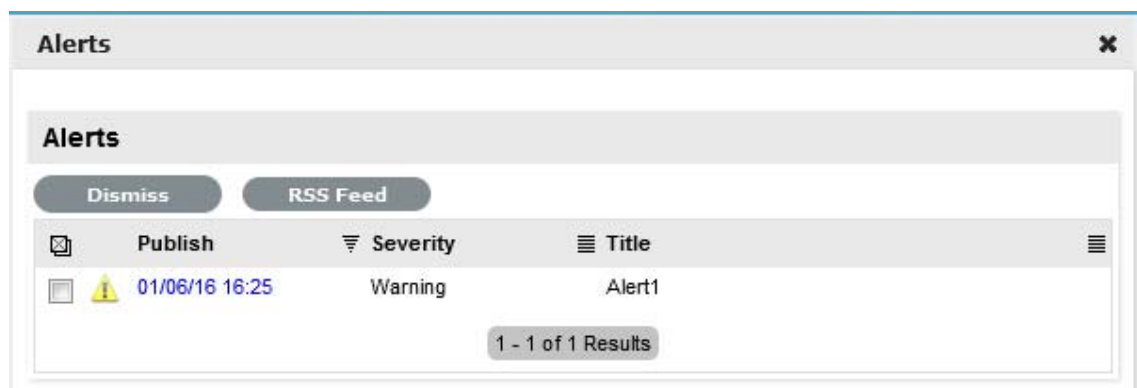 Alerts
Alerts
Dismiss RSS Feed
Publish Severity Title
01/06/16 16:25 Warning Alert1
1 - 1 of 1 Results